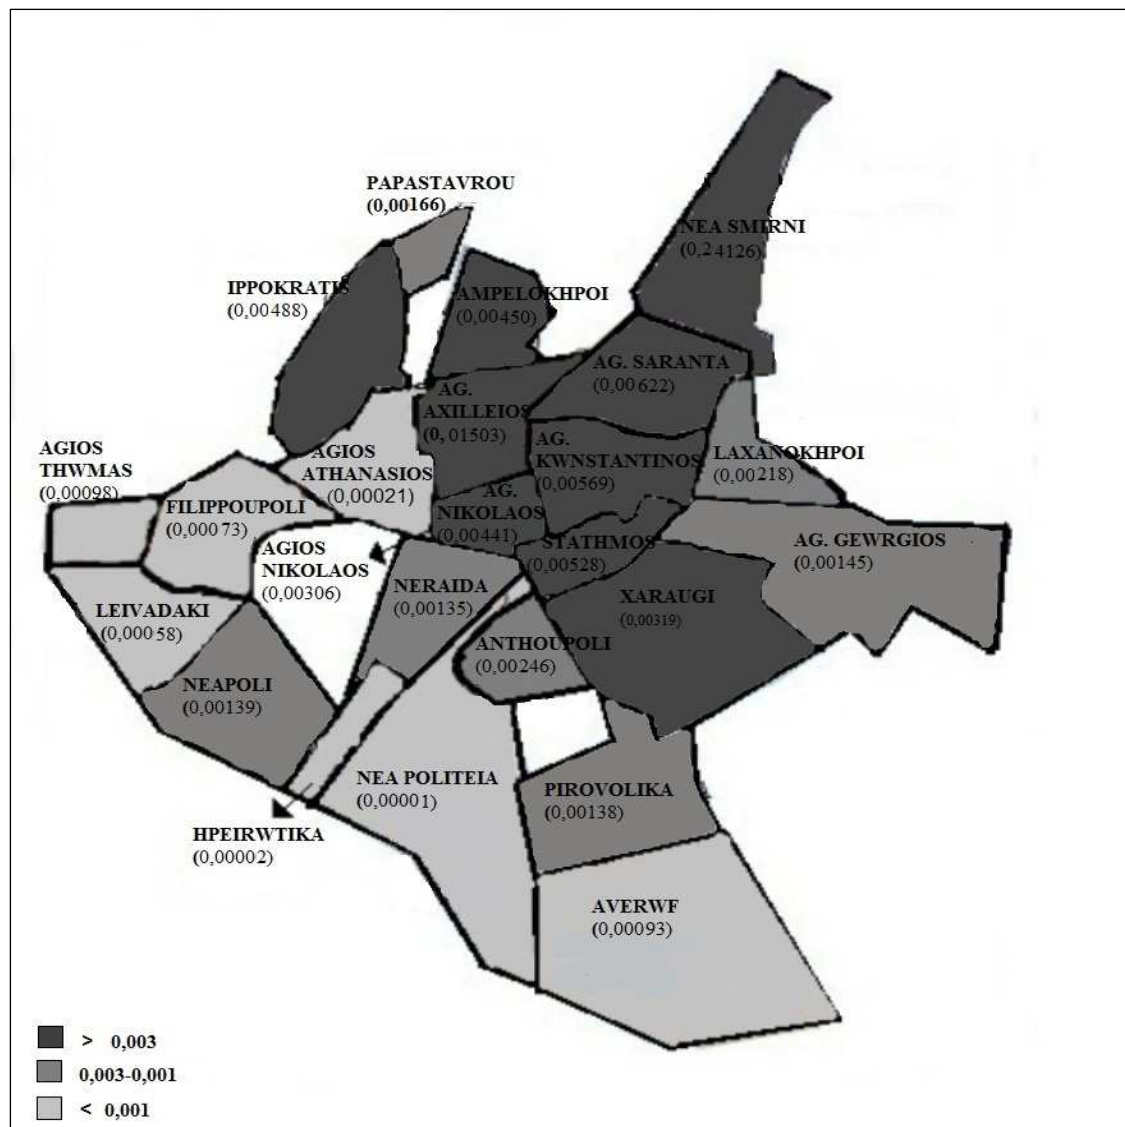 PAPASTAVROU
(0,00166)
NEA SMIRNI
(0,24126)
IPPOKRATIS
(0,00488)
AMPELOKHPOI
(0,00450)
AG. SARANTA
(0,00622)
AG.
AXILLEIOS
(0, 01503)
AG.
KWNSTANTINOS
(0,00569)
LAXANOKHPOI
(0,00218)
AGIOS
THWMAS
(0,00098)
AGIOS
ATHANASIOS
(0,00021)
FILIPPOUPOLI
(0,00073)
AG.
NIKOLAOS
(0,00441)
STATHMOS
(0,00528)
AG. GEWRGIOS
(0,00145)
AGIOS
NIKOLAOS
(0,00306)
NERAIDA
(0,00135)
XARAUGI
(0,00319)
LEIVADAKI
(0,00058)
ANTHOUPOLI
(0,00246)
NEAPOLI
(0,00139)
NEA POLITEIA
(0,00001)
PIROVOLIKA
(0,00138)
HPEIRWTIKA
(0,00002)
AVERWF
(0,00093)
> 0,003
0,003-0,001
< 0,001